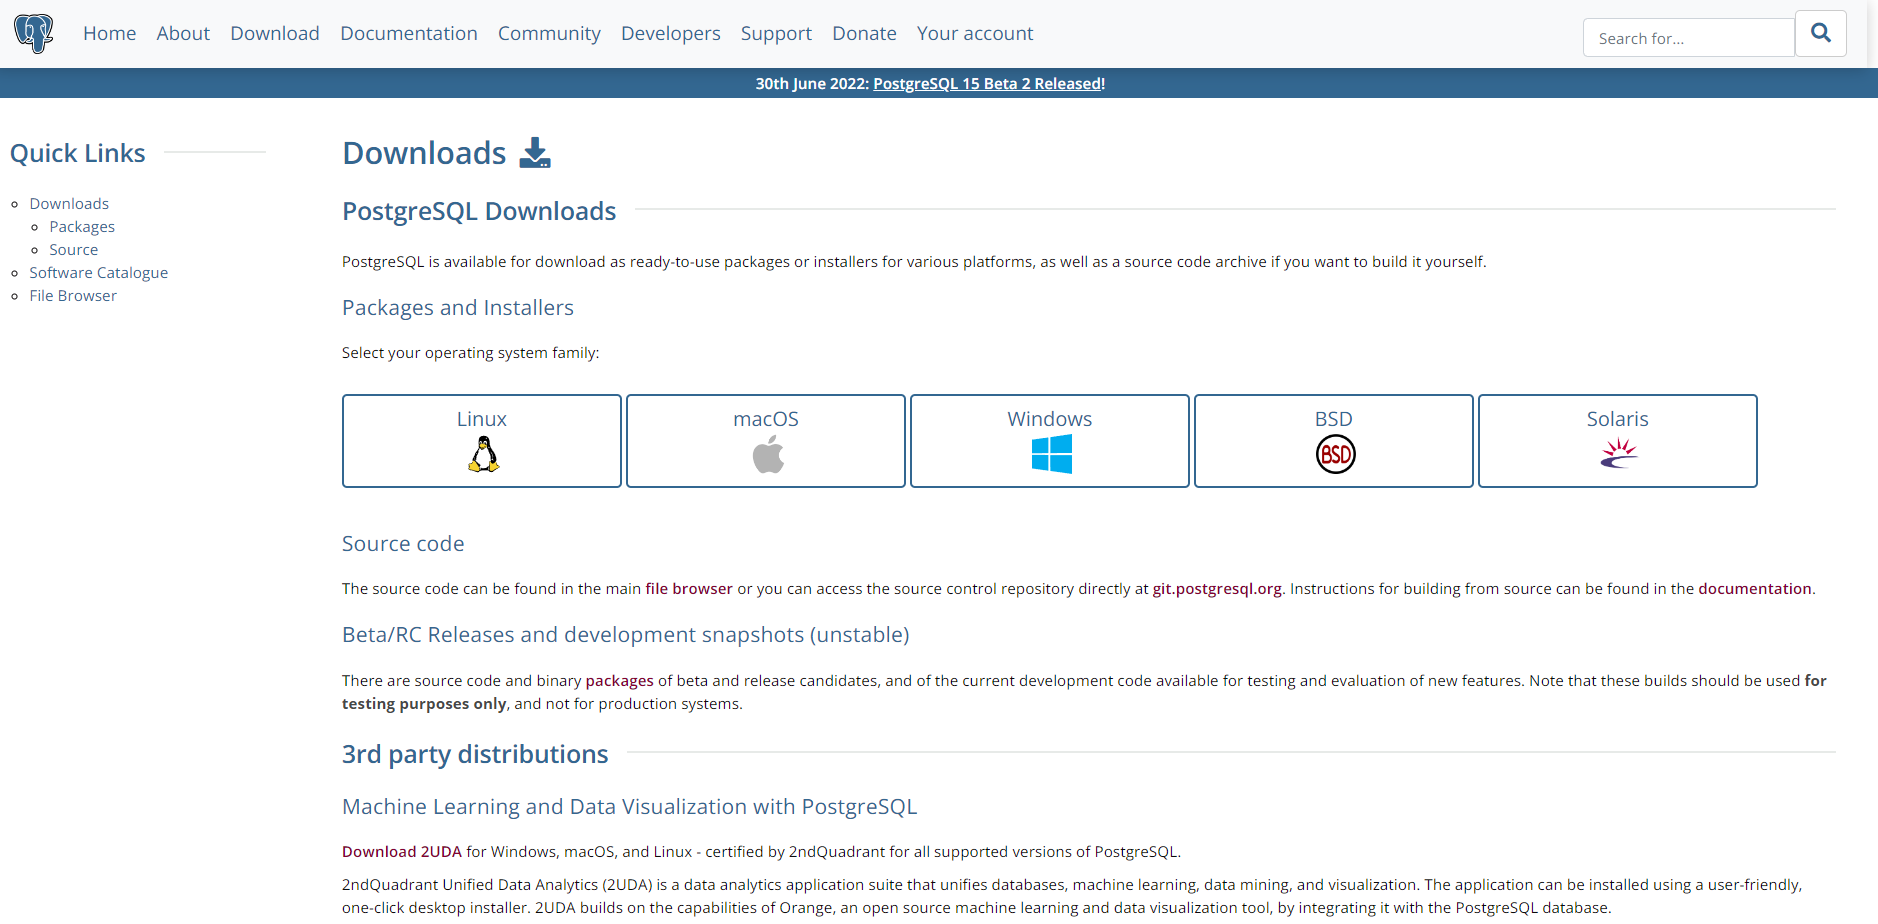 Home About Download Documentation Community Developers Support Donate Your account
Search for...
30th June 2022: PostgreSQL 15 Beta 2 Released!
Quick Links
Downloads
Packages
Source
Software Catalogue
File Browser
Downloads
PostgreSQL Downloads
PostgreSQL is available for download as ready-to-use packages or installers for various platforms, as well as a source code archive if you want to build it yourself.
Packages and Installers
Select your operating system family:
Linux
macOS
Windows
BSD
BSD
Solaris
Source code
The source code can be found in the main file browser or you can access the source control repository directly at git.postgresql.org. Instructions for building from source can be found in the documentation.
Beta/RC Releases and development snapshots (unstable)
There are source code and binary packages of beta and release candidates, and of the current development code available for testing and evaluation of new features. Note that these builds should be used for
testing purposes only, and not for production systems.
3rd party distributions
Machine Learning and Data Visualization with PostgreSQL
Download 2UDA for Windows, macOS, and Linux - certified by 2ndQuadrant for all supported versions of PostgreSQL.
2ndQuadrant Unified Data Analytics (2UDA) is a data analytics application suite that unifies databases, machine learning, data mining, and visualization. The application can be installed using a user-friendly,
one-click desktop installer. 2UDA builds on the capabilities of Orange, an open source machine learning and data visualization tool, by integrating it with the PostgreSQL database.